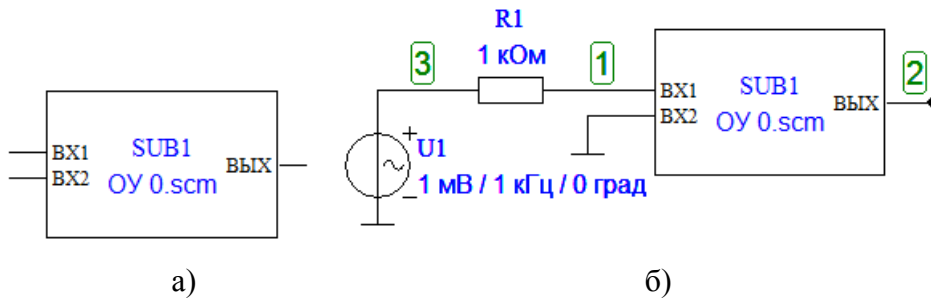 R1
1 кОм
3
1
2
ВХ1
ВХ2
SUB1
ОУ 0.scm
ВЫХ
ВХ1
ВХ2
SUB1
ОУ 0.scm
ВЫХ
+
U1
1 мВ / 1 кГц / 0 град
а)
б)